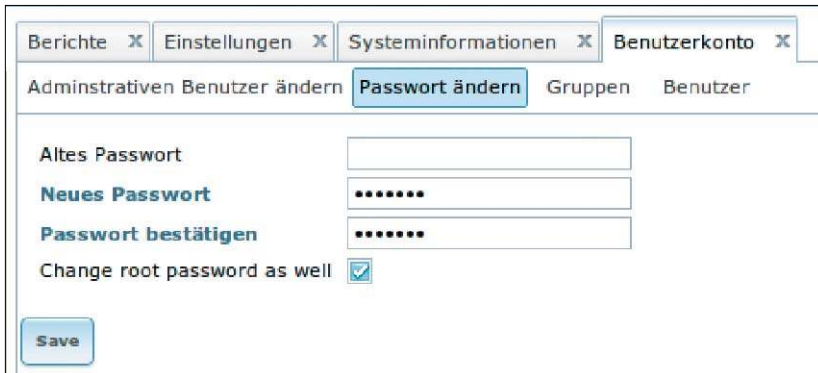 Berichte X Einstellungen X Systeminformationen X Benutzerkonto X
Adminstrativen Benutzer ändern Passwort ändern Gruppen Benutzer
Altes Passwort
Neues Passwort •••••••
Passwort bestätigen •••••••
Change root password as well
Save